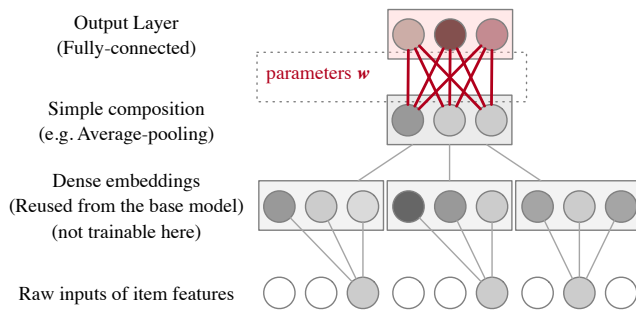 Output Layer
(Fully-connected)
parameters w
Simple composition
(e.g. Average-pooling)
Dense embeddings
(Reused from the base model)
(not trainable here)
Raw inputs of item features